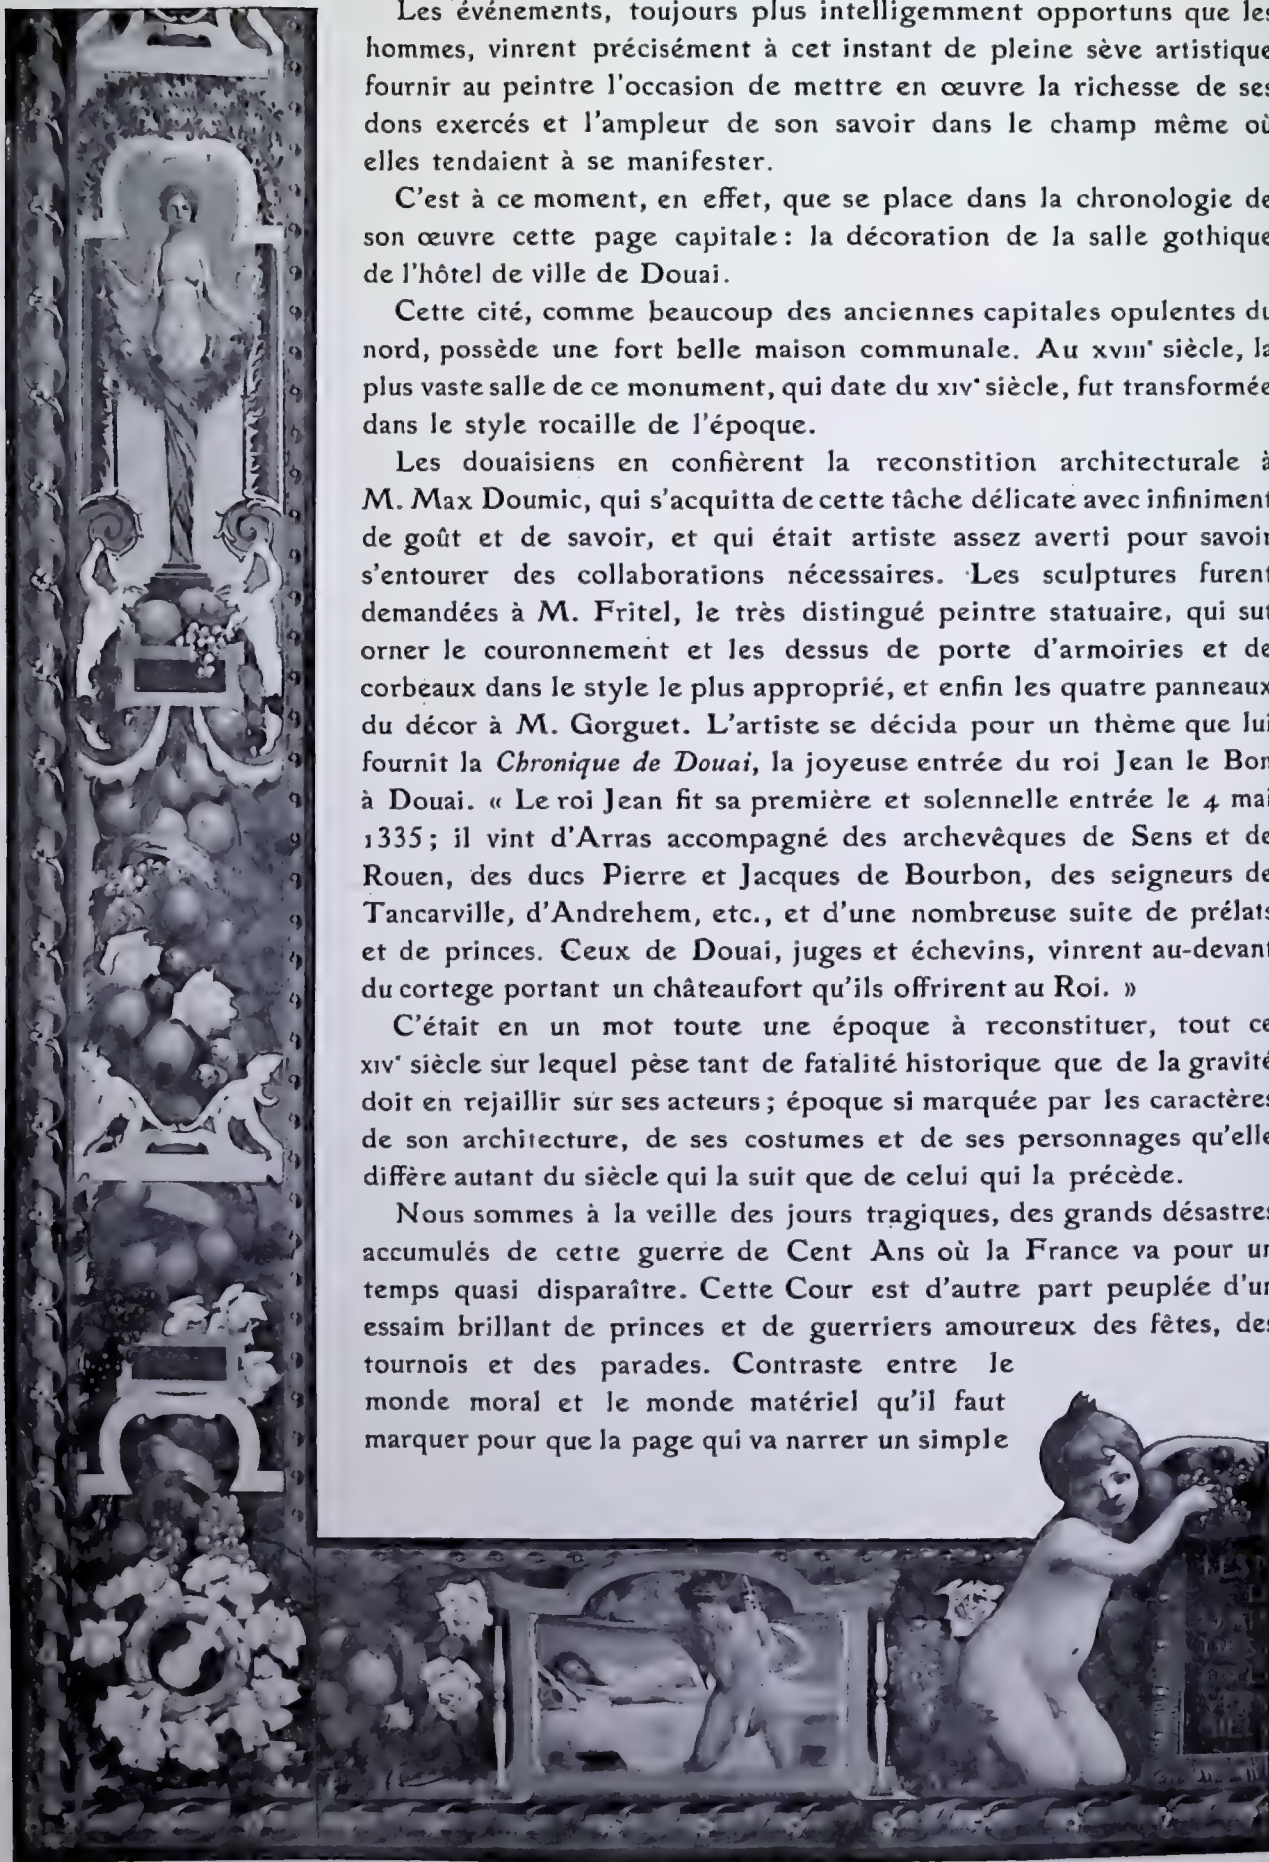 Les événements, toujours plus intelligemment opportuns que les
hommes, vinrent précisément à cet instant de pleine sève artistique
fournir au peintre l'occasion de mettre en œuvre la richesse de ses
dons exercés et l'ampleur de son savoir dans le champ même où
elles tendaient à se manifester.
C'est à ce moment, en effet, que se place dans la chronologie de
son œuvre cette page capitale : la décoration de la salle gothique
de l'hôtel de ville de Douai.
Cette cité, comme beaucoup des anciennes capitales opulentes du
nord, possède une fort belle maison communale. Au XVIIIe siècle, la
plus vaste salle de ce monument, qui date du XIVe siècle, fut transformée
dans le style rocaille de l'époque.
Les douaisiens en confièrent la reconstition architecturale à
M. Max Doumic, qui s'acquitta de cette tâche délicate avec infiniment
de goût et de savoir, et qui était artiste assez averti pour savoir
s'entourer des collaborations nécessaires. Les sculptures furent
demandées à M. Fritel, le très distingué peintre statuaire, qui sut
orner le couronnement et les dessus de porte d'armoiries et de
corbeaux dans le style le plus approprié, et enfin les quatre panneaux
du décor à M. Gorguet. L'artiste se décida pour un thème que lui
fournit la Chronique de Douai, la joyeuse entrée du roi Jean le Bon
à Douai. « Le roi Jean fit sa première et solennelle entrée le 4 mai
1335 ; il vint d'Arras accompagné des archevêques de Sens et de
Rouen, des ducs Pierre et Jacques de Bourbon, des seigneurs de
Tancarville, d'Andrehem, etc., et d'une nombreuse suite de prélats
et de princes. Ceux de Douai, juges et échevins, vinrent au-devant
du cortege portant un châteaufort qu'ils offrirent au Roi. »
C'était en un mot toute une époque à reconstituer, tout ce
XIVe siècle sur lequel pèse tant de fatalité historique que de la gravité
doit en rejaillir sur ses acteurs ; époque si marquée par les caractères
de son architecture, de ses costumes et de ses personnages qu'elle
diffère autant du siècle qui la suit que de celui qui la précède.
Nous sommes à la veille des jours tragiques, des grands désastres
accumulés de cette guerre de Cent Ans où la France va pour un
temps quasi disparaître. Cette Cour est d'autre part peuplée d'un
essaim brillant de princes et de guerriers amoureux des fêtes, des
tournois et des parades. Contraste entre le
monde moral et le monde matériel qu'il faut
marquer pour que la page qui va narrer un simple